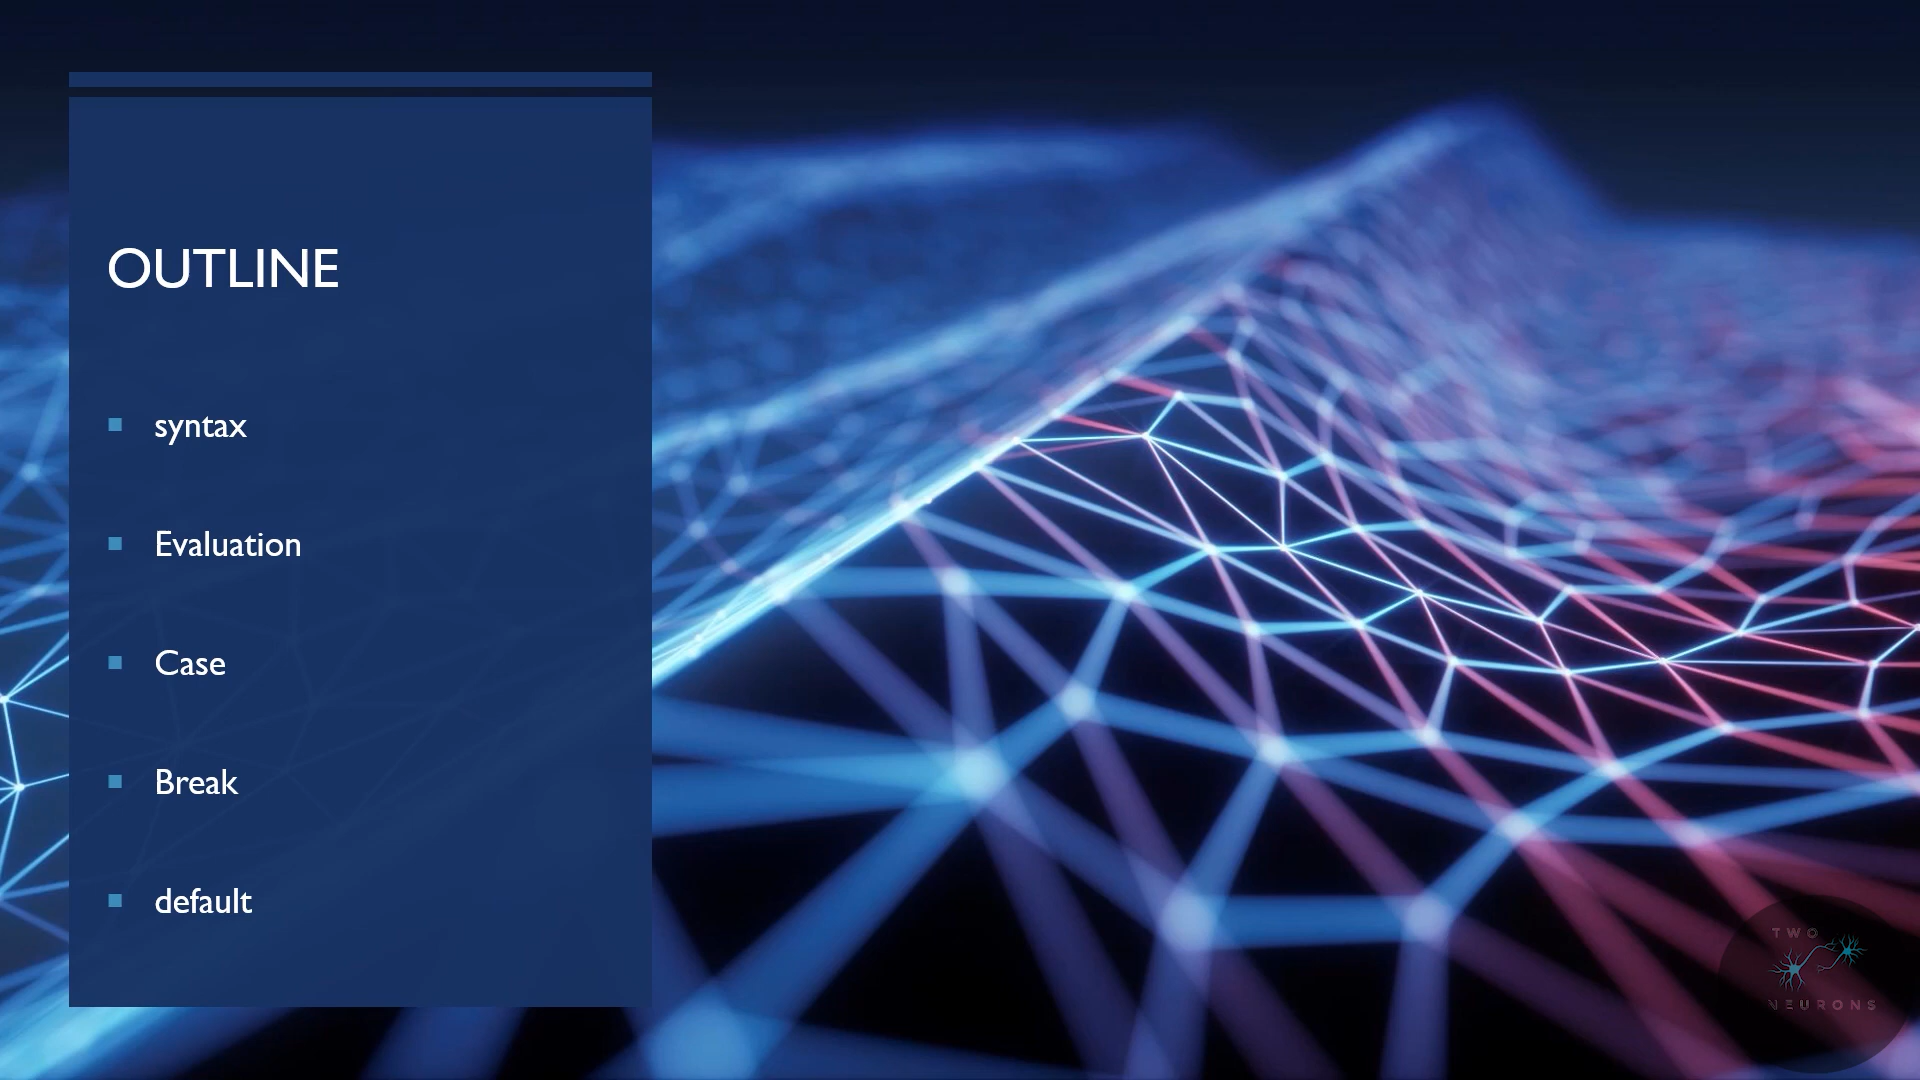 OUTLINE
syntax
Evaluation
Case
Break
default
TWO
NEURONS